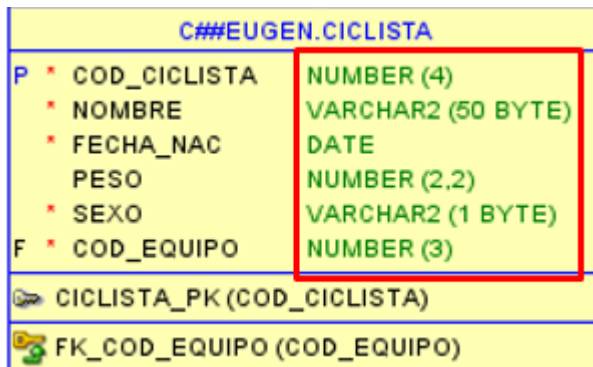 C##EUGEN.CICLISTA
P * COD_CICLISTA NUMBER (4)
* NOMBRE VARCHAR2 (50 BYTE)
* FECHA_NAC DATE
PESO NUMBER (2,2)
* SEXO VARCHAR2 (1 BYTE)
F * COD_EQUIPO NUMBER (3)
CICLISTA_PK (COD_CICLISTA)
FK_COD_EQUIPO (COD_EQUIPO)